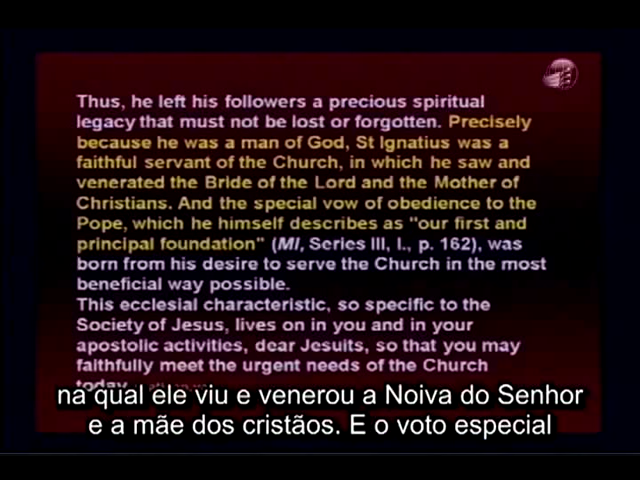 Thus, he left his followers a precious spiritual
legacy that must not be lost or forgotten. Precisely
because he was a man of God, St Ignatius was a
faithful servant of the Church, in which he saw and
venerated the Bride of the Lord and the Mother of
Christians. And the special vow of obedience to the
Pope, which he himself describes as "our first and
principal foundation" (MI, Series III, I., p. 162), was
born from his desire to serve the Church in the most
beneficial way possible.
This ecclesial characteristic, so specific to the
Society of Jesus, lives on in you and in your
apostolic activities, dear Jesuits, so that you may
faithfully meet the urgent needs of the Church
today.
na qual ele viu e venerou a Noiva do Senhor
e a mãe dos cristãos. E o voto especial